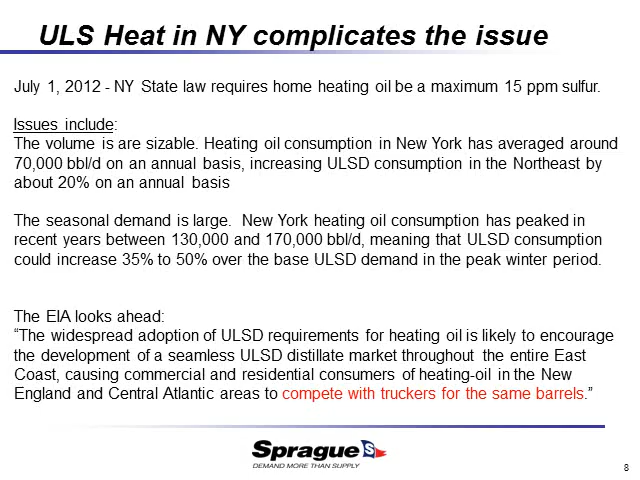 ULS Heat in NY complicates the issue
July 1, 2012 - NY State law requires home heating oil be a maximum 15 ppm sulfur.
Issues include:
The volume is are sizable. Heating oil consumption in New York has averaged around
70,000 bbl/d on an annual basis, increasing ULSD consumption in the Northeast by
about 20% on an annual basis
The seasonal demand is large. New York heating oil consumption has peaked in
recent years between 130,000 and 170,000 bbl/d, meaning that ULSD consumption
could increase 35% to 50% over the base ULSD demand in the peak winter period.
The EIA looks ahead:
“The widespread adoption of ULSD requirements for heating oil is likely to encourage
the development of a seamless ULSD distillate market throughout the entire East
Coast, causing commercial and residential consumers of heating-oil in the New
England and Central Atlantic areas to compete with truckers for the same barrels.”
Sprague S
DEMAND MORE THAN SUPPLY
8